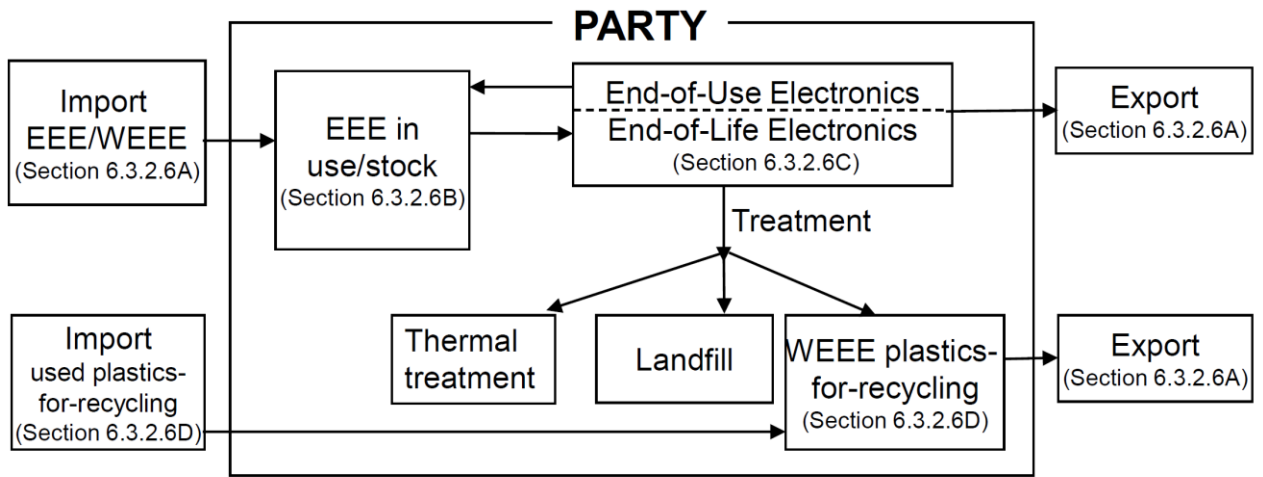 PARTY
Import
EEE/WEEE
(Section 6.3.2.6A)
EEE in
use/stock
(Section 6.3.2.6B)
End-of-Use Electronics
End-of-Life Electronics
(Section 6.3.2.6C)
Export
(Section 6.3.2.6A)
Treatment
Import
used plastics-
for-recycling
(Section 6.3.2.6D)
Thermal
treatment
Landfill
WEEE plastics-
for-recycling
(Section 6.3.2.6D)
Export
(Section 6.3.2.6A)